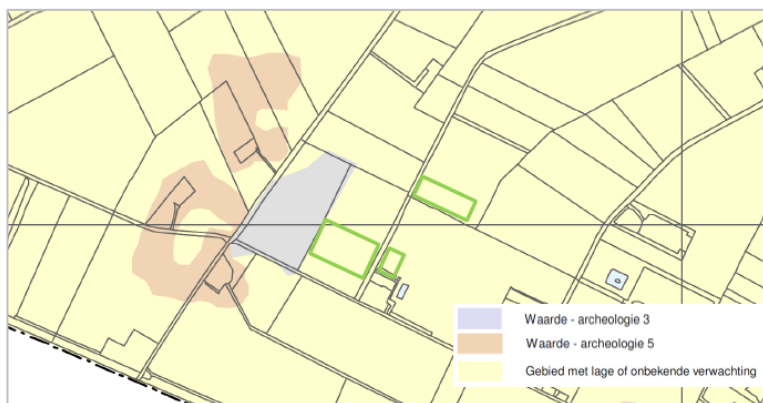 Waarde - archeologie 3
Waarde - archeologie 5
Gebied met lage of onbekende verwachting